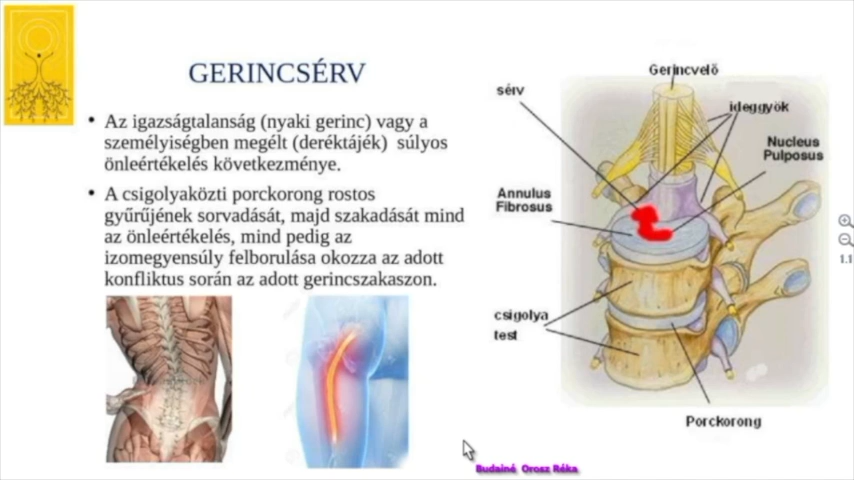 GERINCSÉRV
• Az igazságtalanság (nyaki gerinc) vagy a
személyiségben megélt (deréktájék) súlyos
önleértékelés következménye.
• A csigolyaközti porckorong rostos
gyűrűjének sorvadását, majd szakadását mind
az önleértékelés, mind pedig az
izomegyensúly felborulása okozza az adott
konfliktus során az adott gerincszakaszon.
Gerincvelő
sérv
ideggyök
Nucleus
Pulposus
Annulus
Fibrosus
csigolya
test
Porckorong
1.1
Budainé Orosz Réka